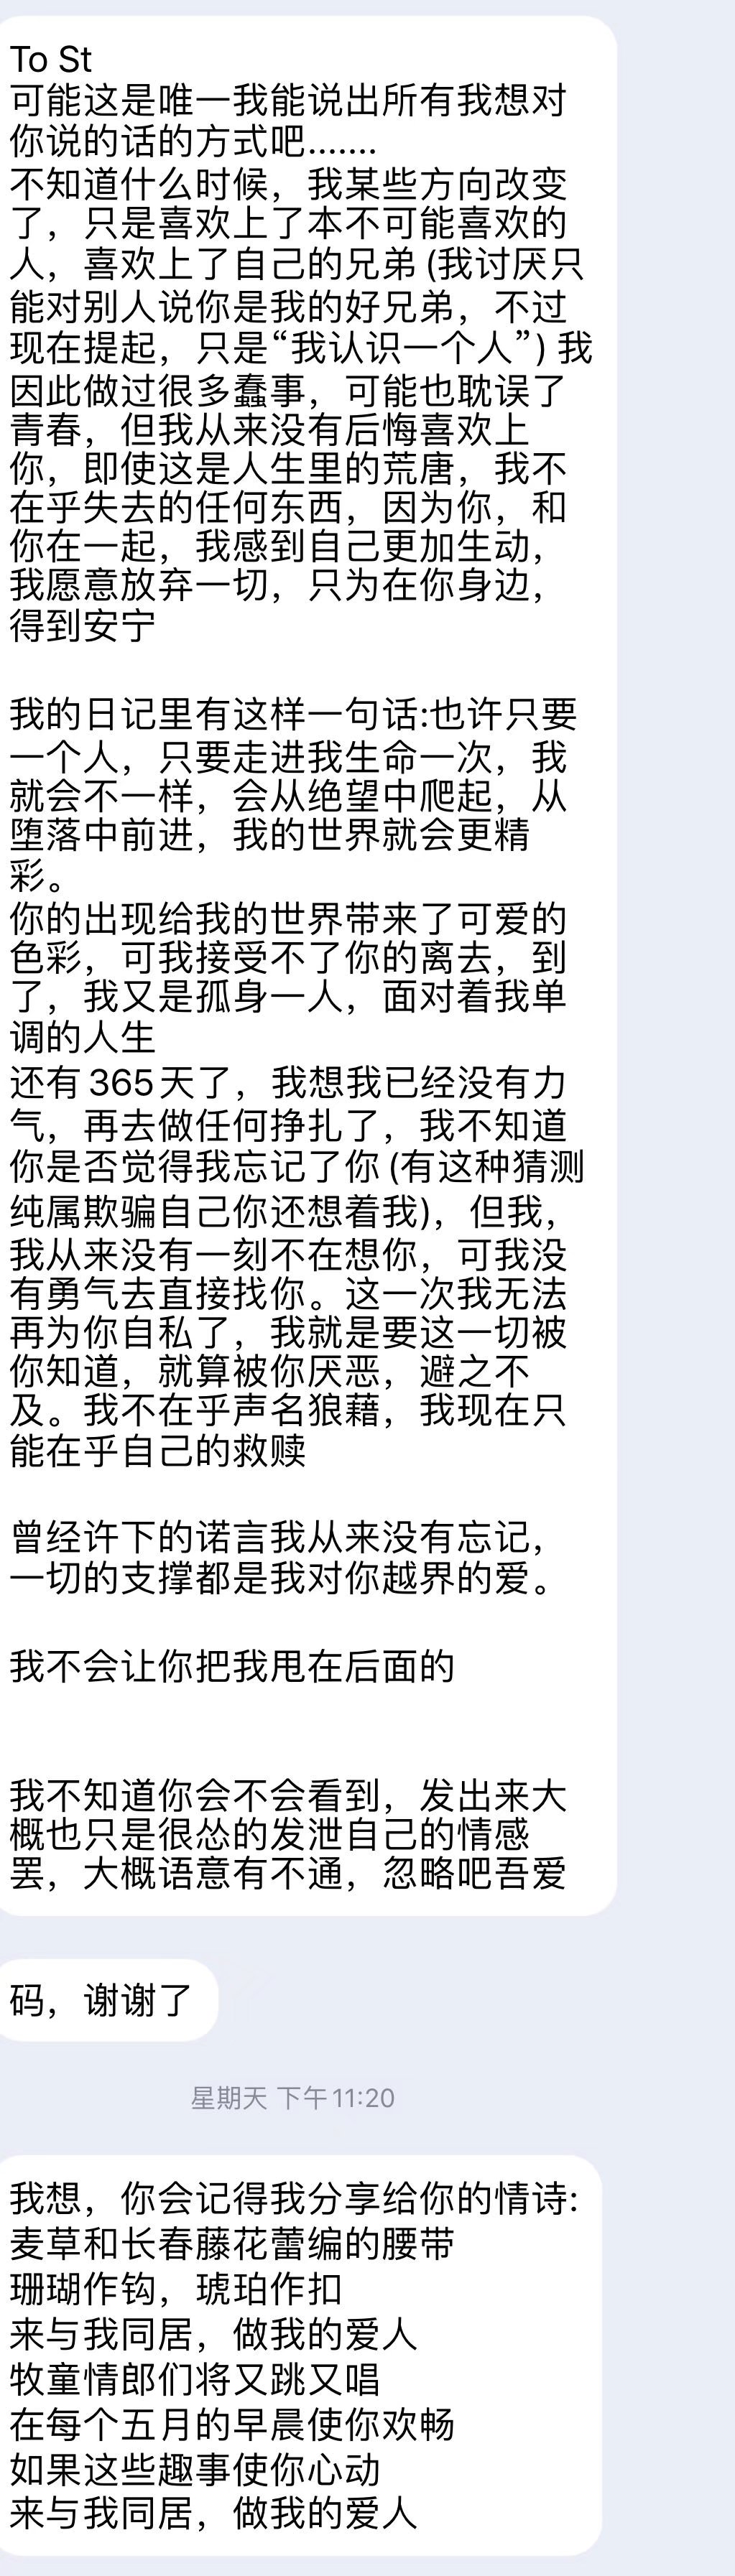 To St
可能这是唯一我能说出所有我想对
你说的话的方式吧.......
不知道什么时候，我某些方向改变
了，只是喜欢上了本不可能喜欢的
人，喜欢上了自己的兄弟 (我讨厌只
能对别人说你是我的好兄弟，不过
现在提起，只是“我认识一个人”) 我
因此做过很多蠢事，可能也耽误了
青春，但我从来没有后悔喜欢上
你，即使这是人生里的荒唐，我不
在乎失去的任何东西，因为你，和
你在一起，我感到自己更加生动，
我愿意放弃一切，只为在你身边，
得到安宁
我的日记里有这样一句话:也许只要
一个人，只要走进我生命一次，我
就会不一样，会从绝望中爬起，从
堕落中前进，我的世界就会更精
彩。
你的出现给我的世界带来了可爱的
色彩，可我接受不了你的离去，到
了，我又是孤身一人，面对着我单
调的人生
还有 365 天了，我想我已经没有力
气，再去做任何挣扎了，我不知道
你是否觉得我忘记了你 (有这种猜测
纯属欺骗自己你还想着我)，但我，
我从来没有一刻不在想你，可我没
有勇气去直接找你。这一次我无法
再为你自私了，我就是要这一切被
你知道，就算被你厌恶，避之不
及。我不在乎声名狼藉，我现在只
能在乎自己的救赎
曾经许下的诺言我从来没有忘记，
一切的支撑都是我对你越界的爱。
我不会让你把我甩在后面的
我不知道你会不会看到，发出来大
概也只是很怂的发泄自己的情感
罢，大概语意有不通，忽略吧吾爱
码，谢谢了
星期天 下午 11:20
我想，你会记得我分享给你的情诗:
麦草和长春藤花蕾编的腰带
珊瑚作钩，琥珀作扣
来与我同居，做我的爱人
牧童情郎们将又跳又唱
在每个五月的早晨使你欢畅
如果这些趣事使你心动
来与我同居，做我的爱人